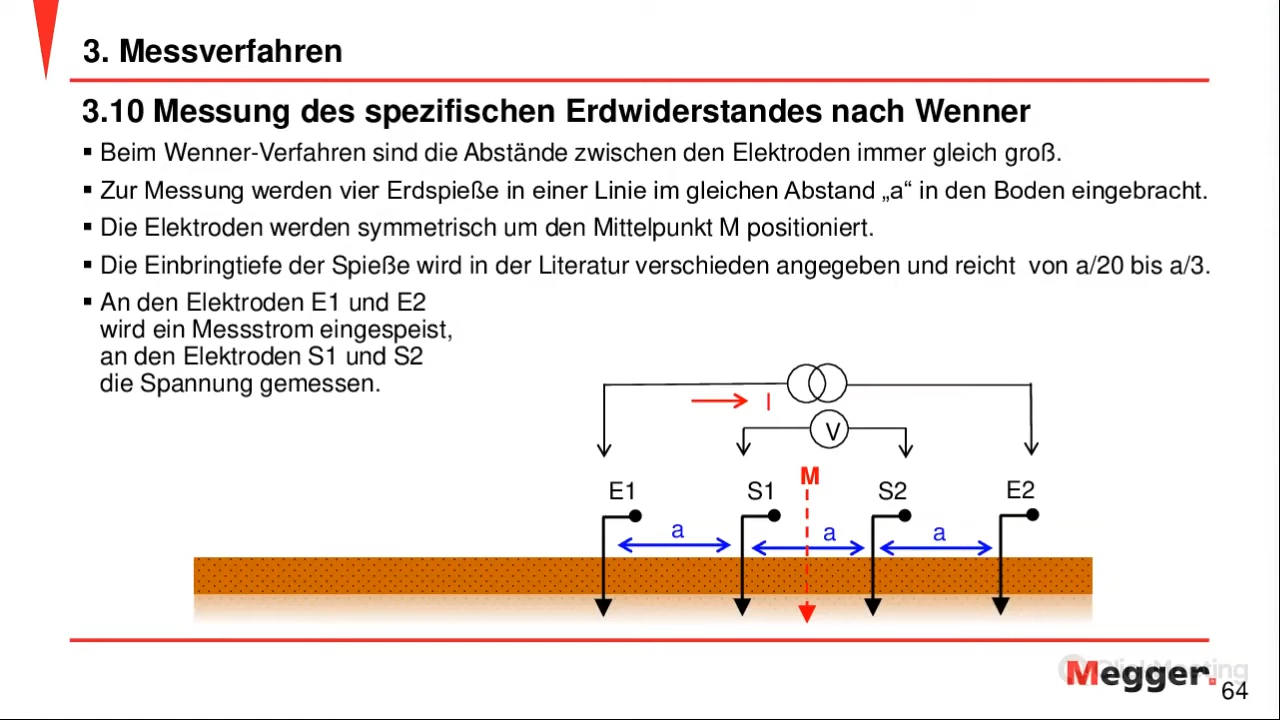 3. Messverfahren
3.10 Messung des spezifischen Erdwiderstandes nach Wenner
▪ Beim Wenner-Verfahren sind die Abstände zwischen den Elektroden immer gleich groß.
▪ Zur Messung werden vier Erdspieße in einer Linie im gleichen Abstand „a“ in den Boden eingebracht.
▪ Die Elektroden werden symmetrisch um den Mittelpunkt M positioniert.
▪ Die Einbringtiefe der Spieße wird in der Literatur verschieden angegeben und reicht von a/20 bis a/3.
▪ An den Elektroden E1 und E2
wird ein Messstrom eingespeist,
an den Elektroden S1 und S2
die Spannung gemessen.
I
V
M
E1 S1 S2 E2
a a a
ClickMeeting
Megger.
64